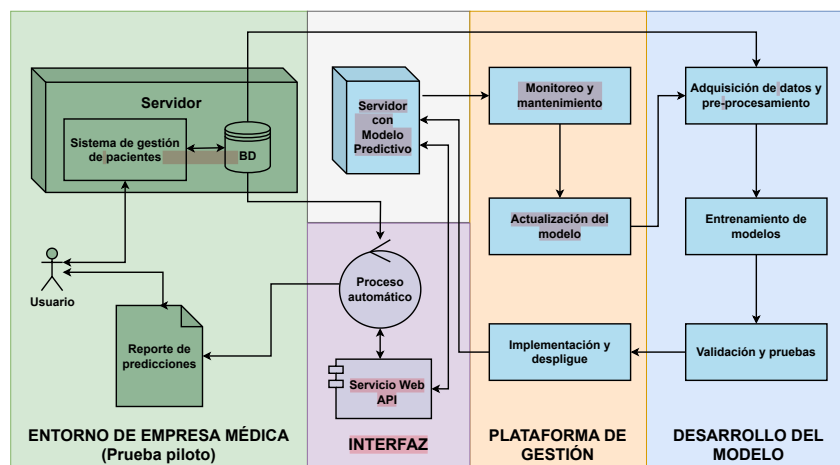 Servidor
Sistema de gestión
de pacientes
BD
Usuario
Reporte de
predicciones
ENTORNO DE EMPRESA MÉDICA
(Prueba piloto)
Servidor
con
Modelo
Predictivo
Proceso
automático
Servicio Web
API
INTERFAZ
Monitoreo y
mantenimiento
Actualización del
modelo
Implementación y
despligue
PLATAFORMA DE
GESTIÓN
Adquisición de datos y
pre-procesamiento
Entrenamiento de
modelos
Validación y pruebas
DESARROLLO DEL
MODELO